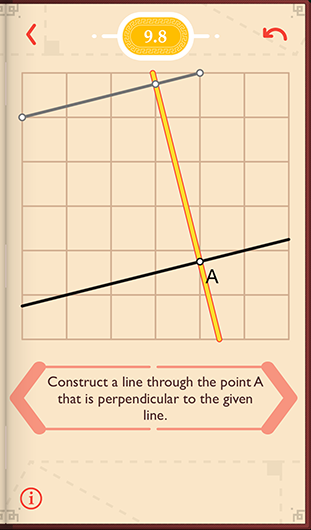 9.8
A
Construct a line through the point A
that is perpendicular to the given
line.
i